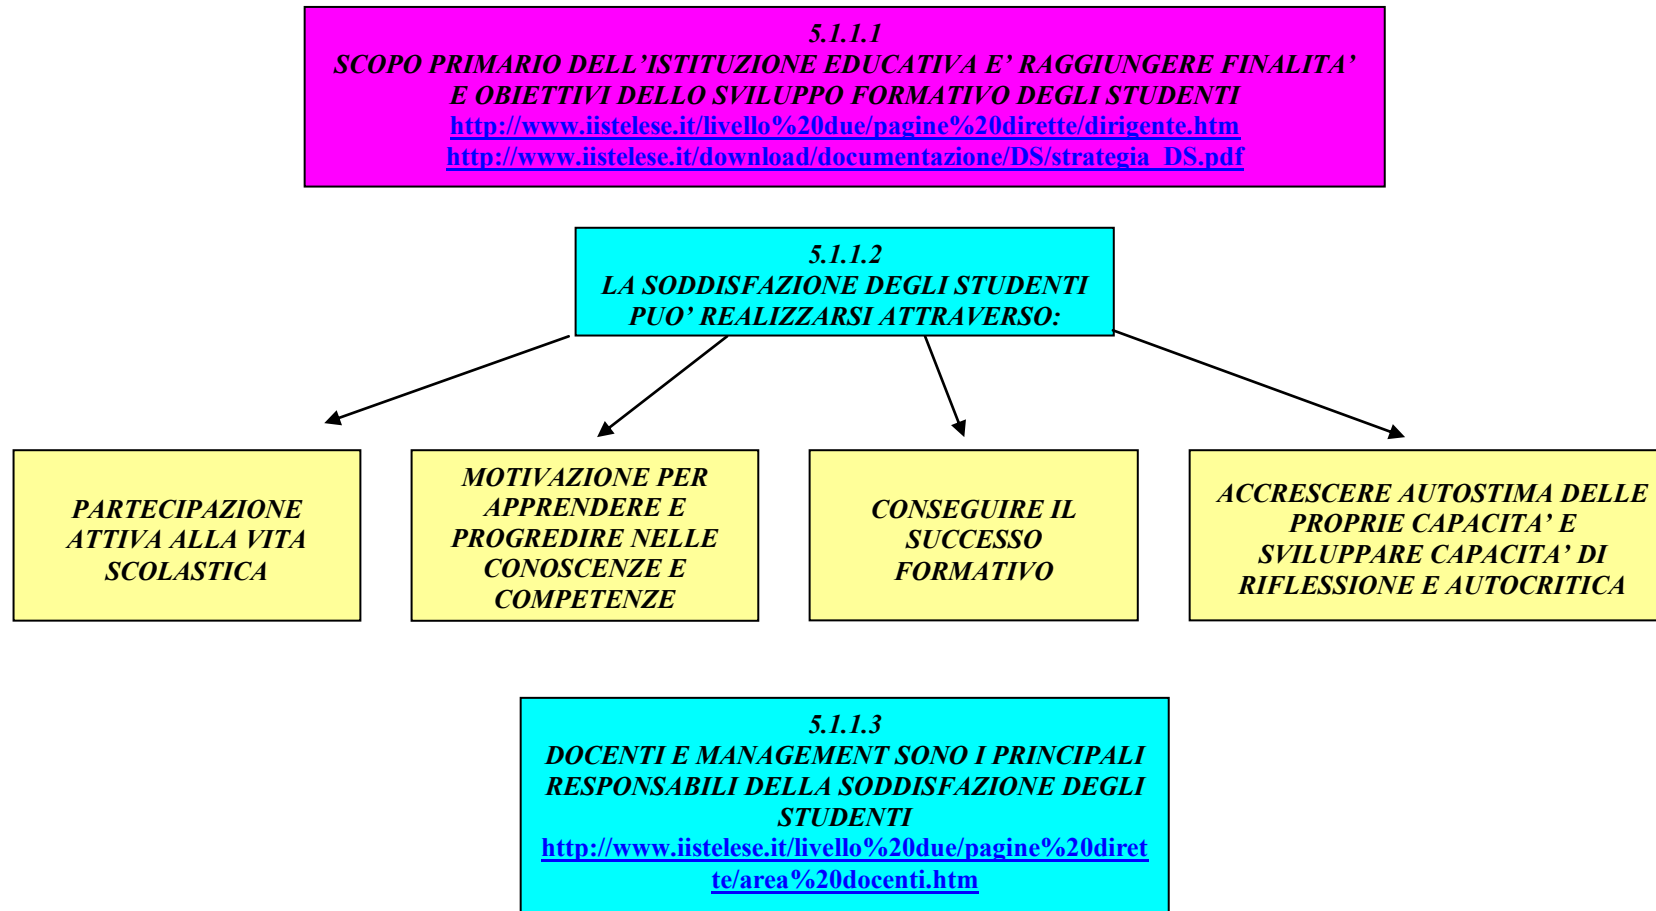 5.1.1.1
SCOPO PRIMARIO DELL’ISTITUZIONE EDUCATIVA E’ RAGGIUNGERE FINALITA’
E OBIETTIVI DELLO SVILUPPO FORMATIVO DEGLI STUDENTI
http://www.iistelese.it/livello%20due/pagine%20dirette/dirigente.htm
http://www.iistelese.it/download/documentazione/DS/strategia_DS.pdf
5.1.1.2
LA SODDISFAZIONE DEGLI STUDENTI
PUO’ REALIZZARSI ATTRAVERSO:
PARTECIPAZIONE
ATTIVA ALLA VITA
SCOLASTICA
MOTIVAZIONE PER
APPRENDERE E
PROGREDIRE NELLE
CONOSCENZE E
COMPETENZE
CONSEGUIRE IL
SUCCESSO
FORMATIVO
ACCRESCERE AUTOSTIMA DELLE
PROPRIE CAPACITA’ E
SVILUPPARE CAPACITA’ DI
RIFLESSIONE E AUTOCRITICA
5.1.1.3
DOCENTI E MANAGEMENT SONO I PRINCIPALI
RESPONSABILI DELLA SODDISFAZIONE DEGLI
STUDENTI
http://www.iistelese.it/livello%20due/pagine%20diret
te/area%20docenti.htm